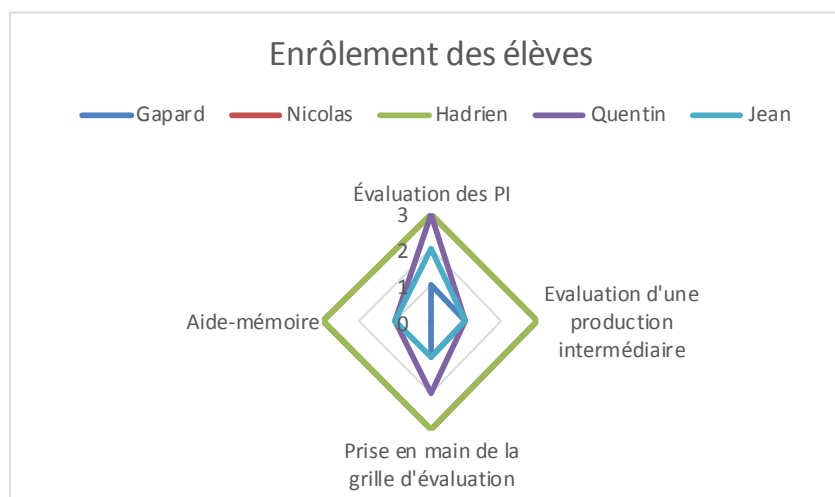 Enrôlement des élèves
Gapard Nicolas Hadrien Quentin Jean
Évaluation des PI
3
2
1
0
Evaluation d'une
production
intermédiaire
Aide-mémoire
Prise en main de la
grille d'évaluation